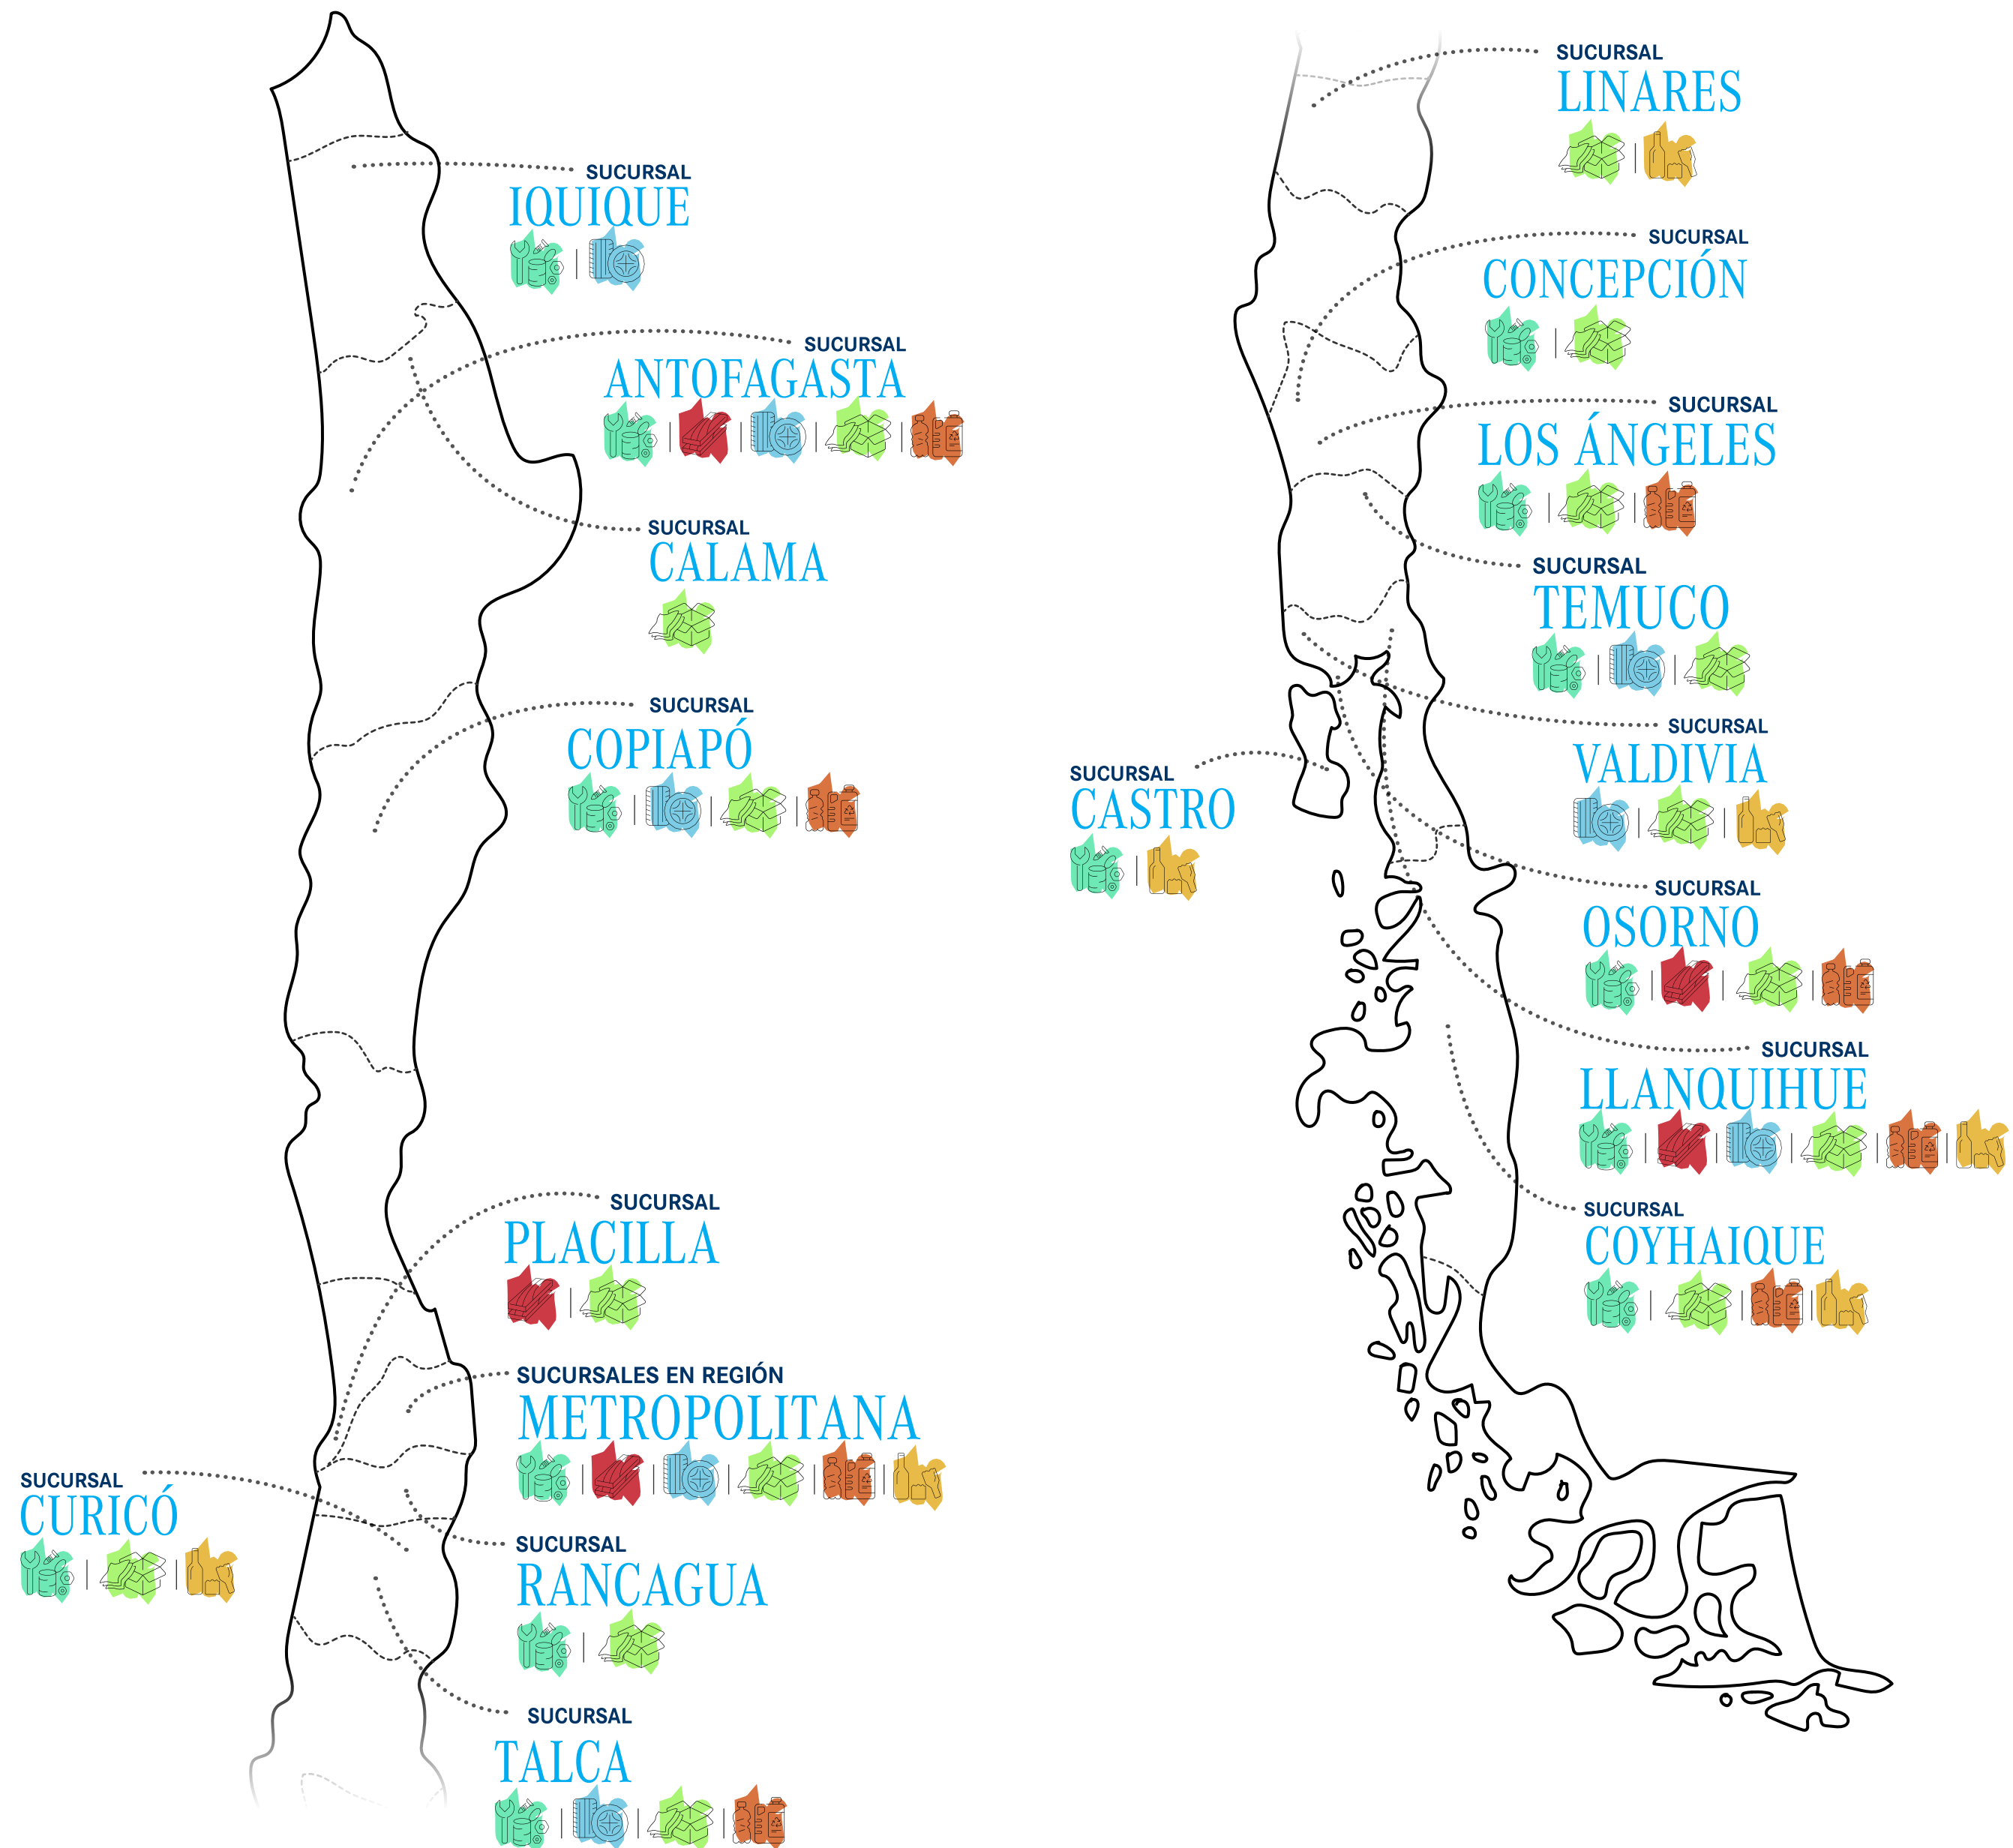 SUCURSAL
IQUIQUE
SUCURSAL
ANTOFAGASTA
SUCURSAL
CALAMA
SUCURSAL
COPIAPÓ
SUCURSAL
PLACILLA
SUCURSALES EN REGIÓN
METROPOLITANA
SUCURSAL
CURICÓ
SUCURSAL
RANCAGUA
SUCURSAL
TALCA
SUCURSAL
LINARES
SUCURSAL
CONCEPCIÓN
SUCURSAL
LOS ÁNGELES
SUCURSAL
TEMUCO
SUCURSAL
VALDIVIA
SUCURSAL
CASTRO
SUCURSAL
OSORNO
SUCURSAL
LLANQUIHUE
SUCURSAL
COYHAIQUE